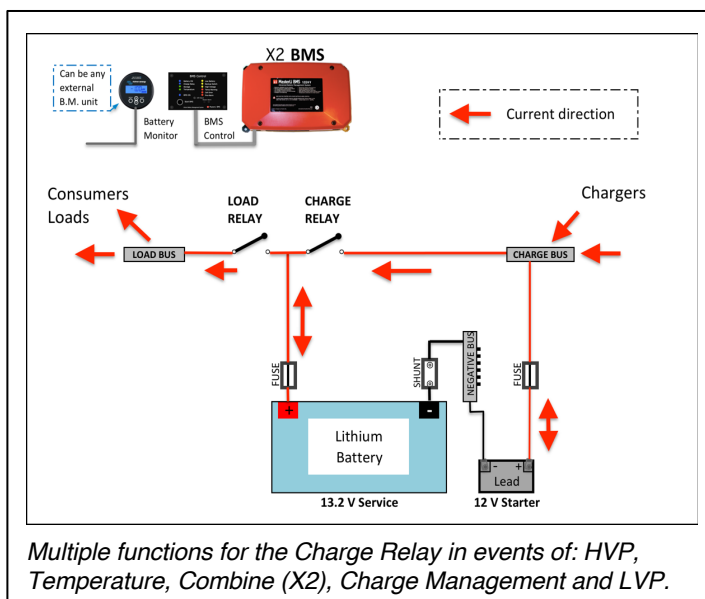 X2 BMS
Can be any
external
B.M. unit
Battery
Monitor
BMS Control
BMS
Control
Current direction
Consumers
Loads
LOAD
RELAY
CHARGE
RELAY
Chargers
LOAD BUS
CHARGE BUS
FUSE
SHUNT
NEGATIVE BUS
FUSE
+
-
Lithium
Battery
- +
Lead
13.2 V Service
12 V Starter
Multiple functions for the Charge Relay in events of: HVP,
Temperature, Combine (X2), Charge Management and LVP.